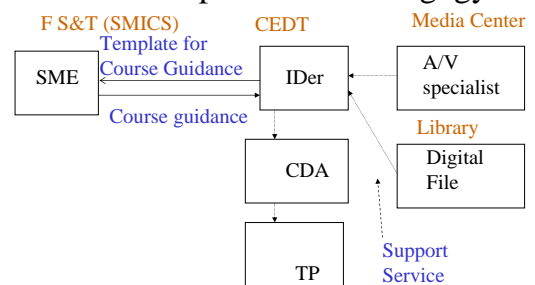 F S&T (SMICS)
CEDT
Media Center
Template for
Course Guidance
SME
IDer
A/V
specialist
Course guidance
Library
CDA
Digital
File
Support
Service
TP